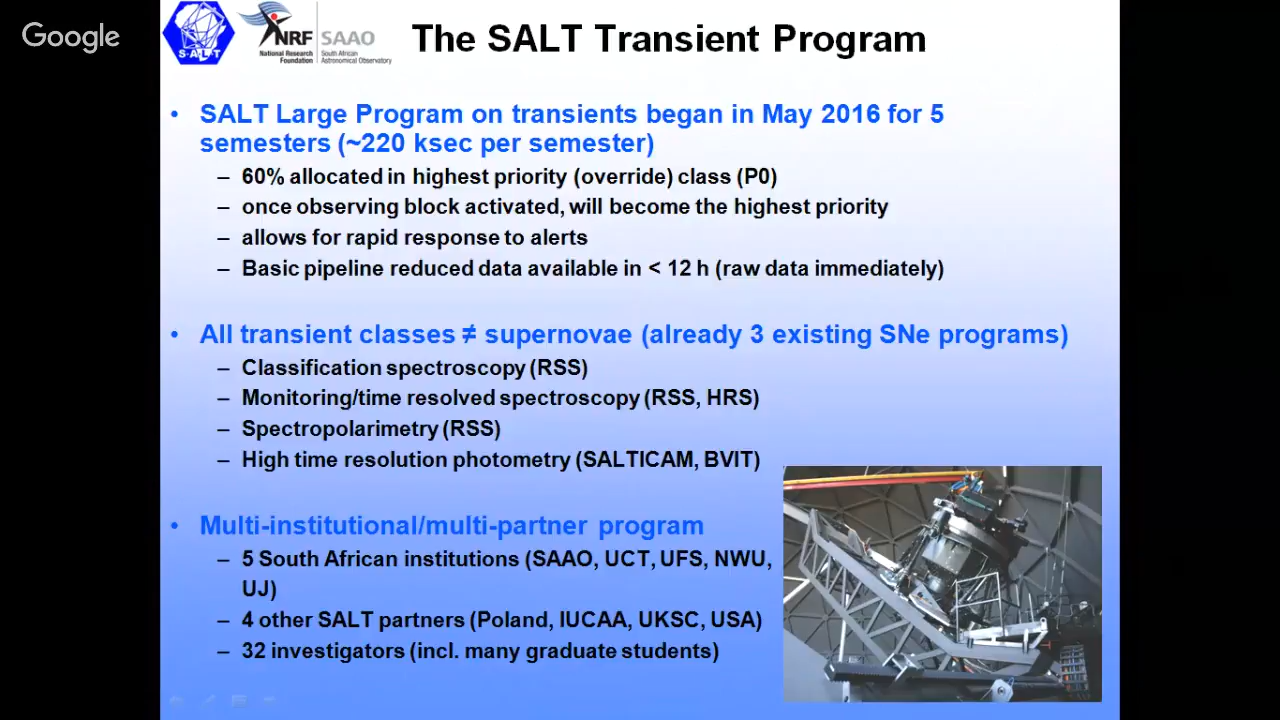 Google
SALT
NRF
National Research
Foundation
SAAO
South African
Astronomical Observatory
The SALT Transient Program
• SALT Large Program on transients began in May 2016 for 5
semesters (~220 ksec per semester)
– 60% allocated in highest priority (override) class (P0)
– once observing block activated, will become the highest priority
– allows for rapid response to alerts
– Basic pipeline reduced data available in < 12 h (raw data immediately)
• All transient classes ≠ supernovae (already 3 existing SNe programs)
– Classification spectroscopy (RSS)
– Monitoring/time resolved spectroscopy (RSS, HRS)
– Spectropolarimetry (RSS)
– High time resolution photometry (SALTICAM, BVIT)
• Multi-institutional/multi-partner program
– 5 South African institutions (SAAO, UCT, UFS, NWU,
UJ)
– 4 other SALT partners (Poland, IUCAA, UKSC, USA)
– 32 investigators (incl. many graduate students)